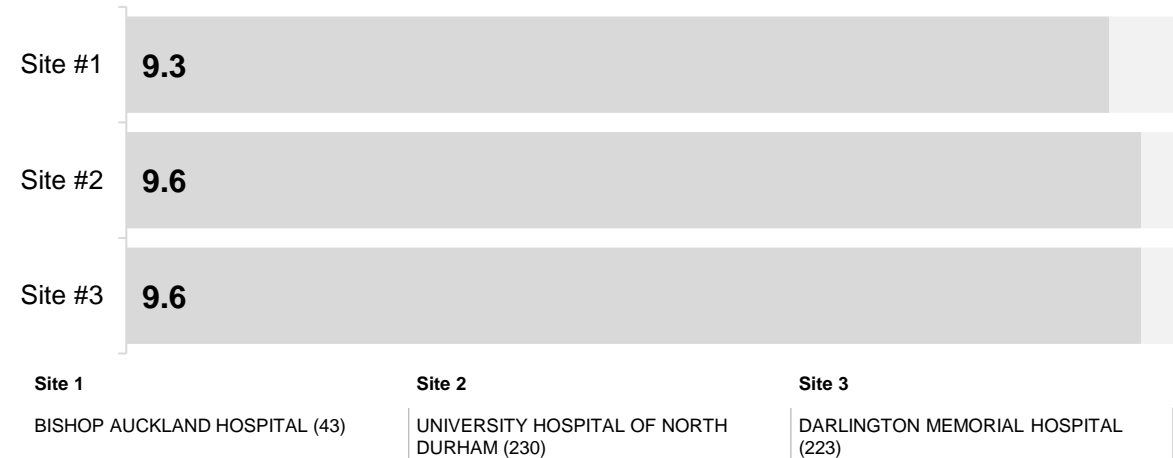 Site #1
9.3
Site #2
9.6
Site #3
9.6
Site 1
Site 2
Site 3
BISHOP AUCKLAND HOSPITAL (43)
UNIVERSITY HOSPITAL OF NORTH
DURHAM (230)
DARLINGTON MEMORIAL HOSPITAL
(223)